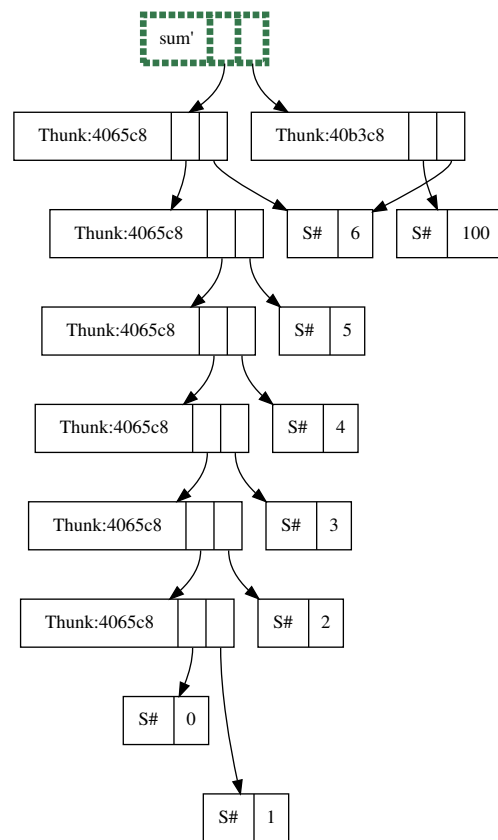 sum'
Thunk:4065c8
Thunk:40b3c8
Thunk:4065c8
S# 6
S# 100
Thunk:4065c8
S# 5
Thunk:4065c8
S# 4
Thunk:4065c8
S# 3
Thunk:4065c8
S# 2
S# 0
S# 1